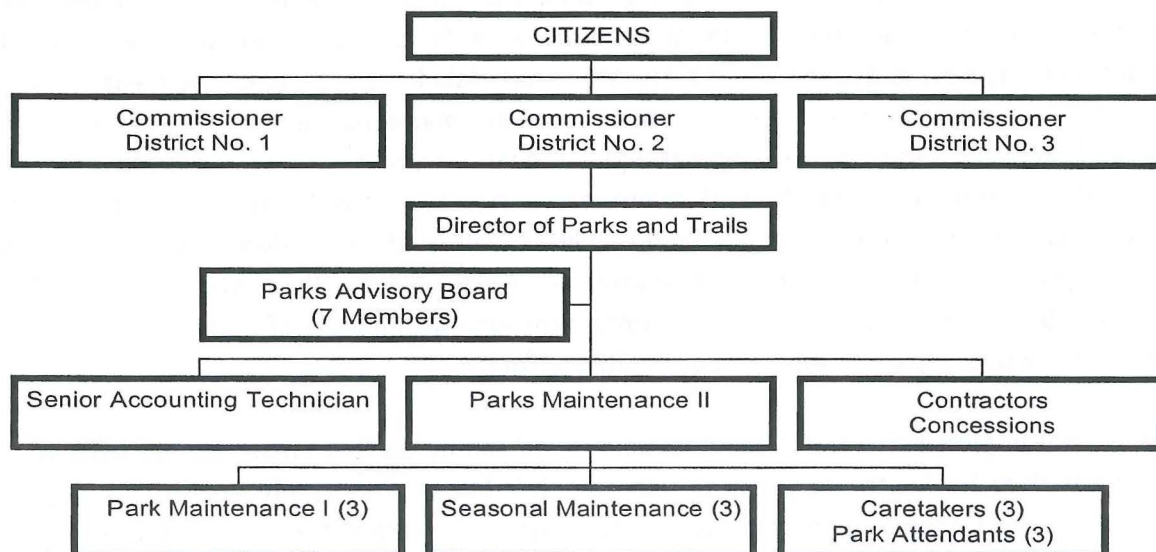 CITIZENS
Commissioner
District No. 1
Commissioner
District No. 2
Commissioner
District No. 3
Director of Parks and Trails
Parks Advisory Board
(7 Members)
Senior Accounting Technician
Parks Maintenance II
Contractors
Concessions
Park Maintenance I (3)
Seasonal Maintenance (3)
Caretakers (3)
Park Attendants (3)